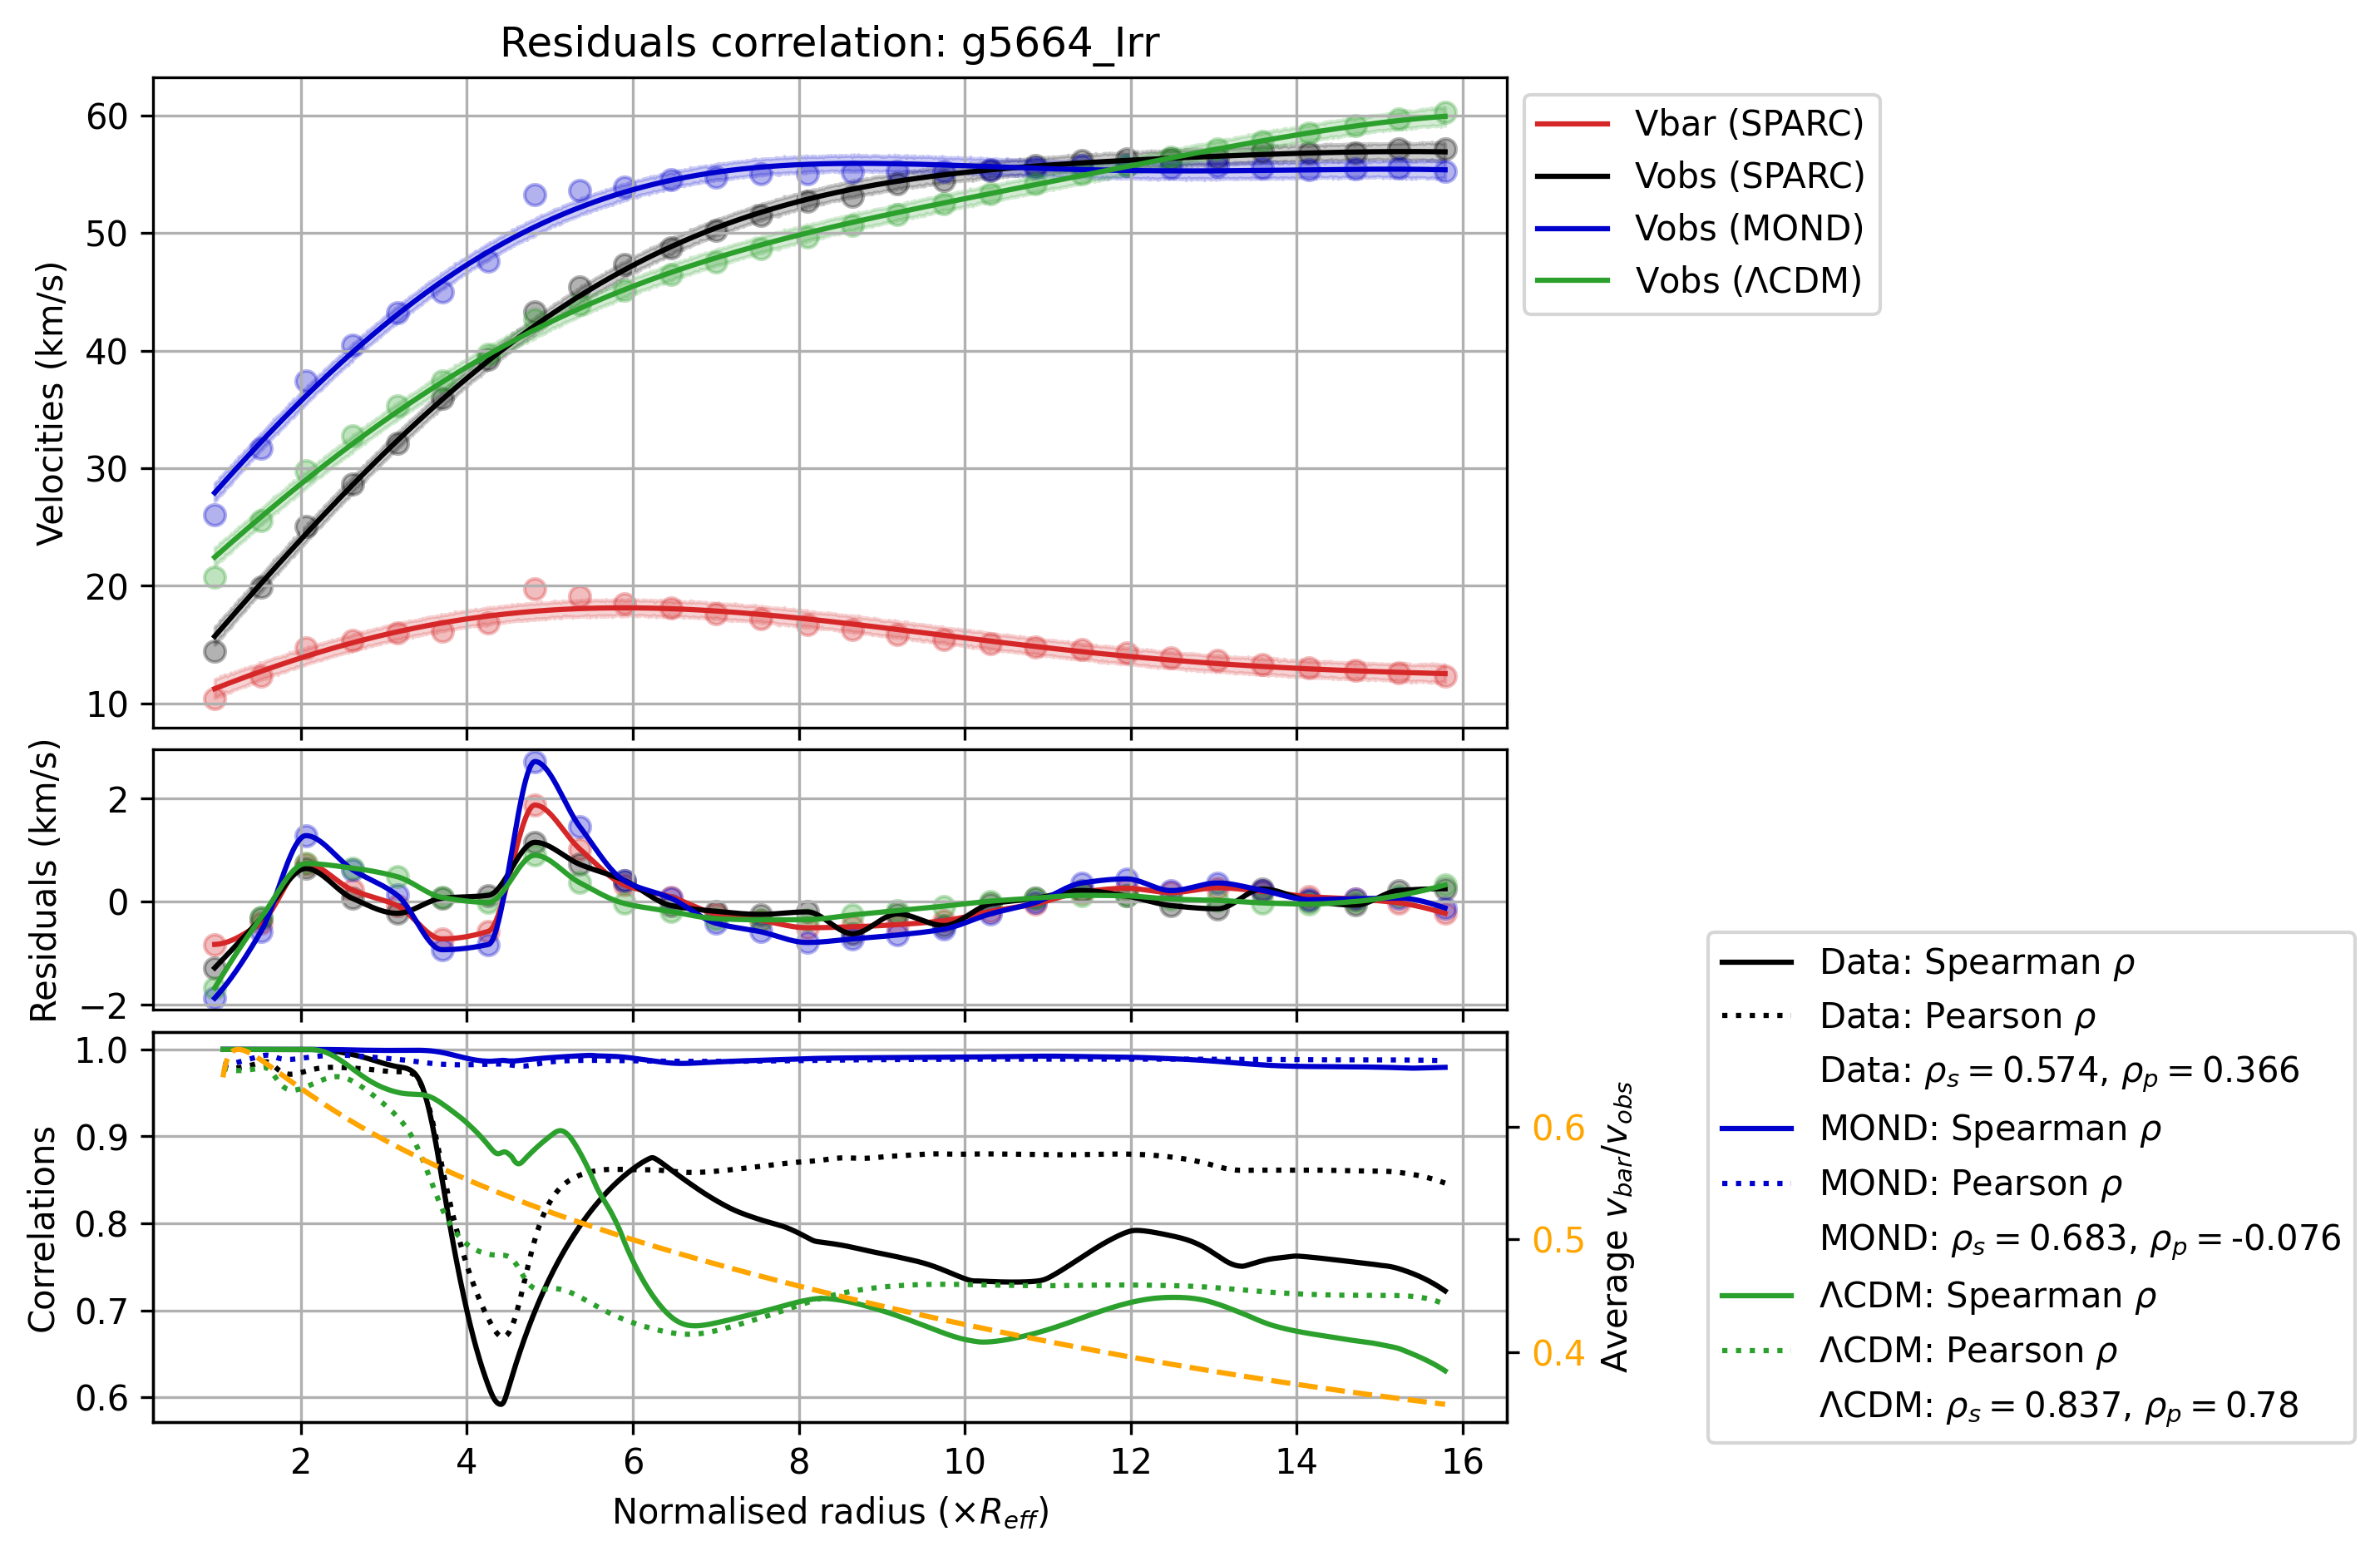 Residuals correlation: g5664_Irr
60
50
40
30
20
10
Velocities (km/s)
Vbar (SPARC)
Vobs (SPARC)
Vobs (MOND)
Vobs (ΛCDM)
2
0
−2
Residuals (km/s)
1.0
0.9
0.8
0.7
0.6
Correlations
0.6
0.5
0.4
Average v_bar/v_obs
2 4 6 8 10 12 14 16
Normalised radius (×R_eff)
Data: Spearman ρ
Data: Pearson ρ
Data: ρ_s = 0.574, ρ_p = 0.366
MOND: Spearman ρ
MOND: Pearson ρ
MOND: ρ_s = 0.683, ρ_p = -0.076
ΛCDM: Spearman ρ
ΛCDM: Pearson ρ
ΛCDM: ρ_s = 0.837, ρ_p = 0.78